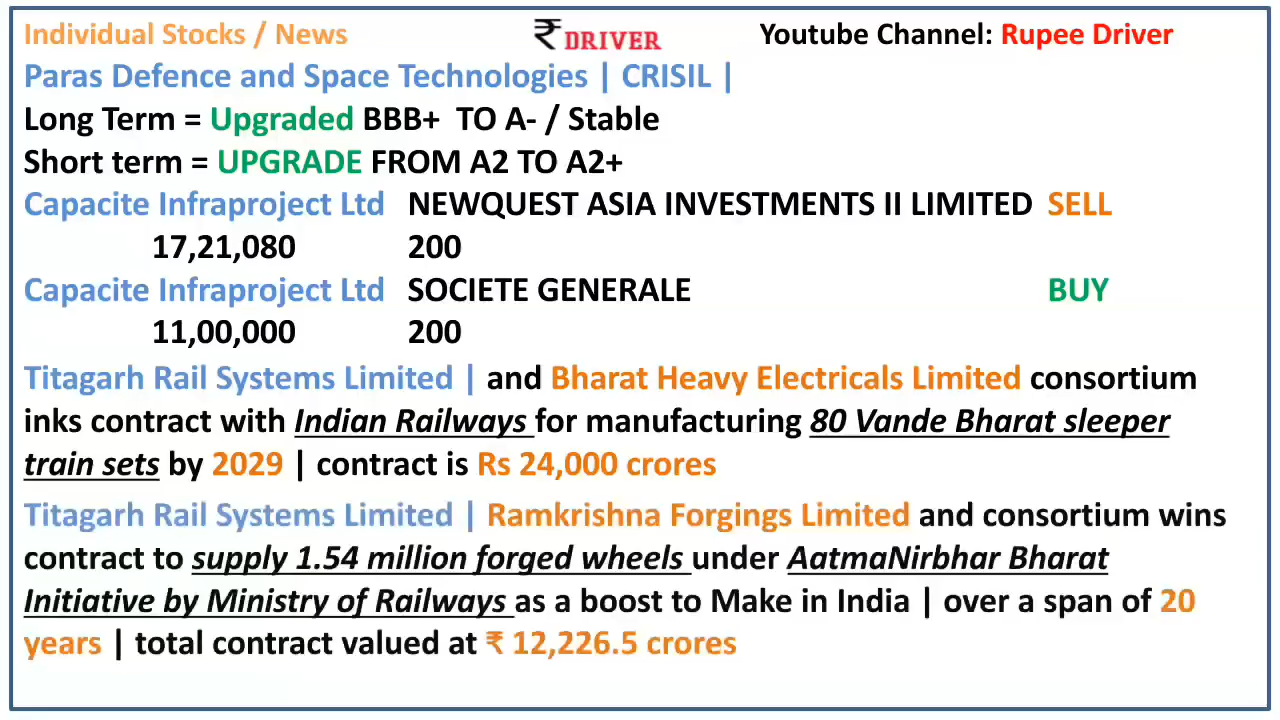 Individual Stocks / News ₹ DRIVER Youtube Channel: Rupee Driver
Paras Defence and Space Technologies | CRISIL |
Long Term = Upgraded BBB+ TO A- / Stable
Short term = UPGRADE FROM A2 TO A2+
Capacite Infraproject Ltd NEWQUEST ASIA INVESTMENTS II LIMITED SELL
17,21,080 200
Capacite Infraproject Ltd SOCIETE GENERALE BUY
11,00,000 200
Titagarh Rail Systems Limited | and Bharat Heavy Electricals Limited consortium
inks contract with Indian Railways for manufacturing 80 Vande Bharat sleeper
train sets by 2029 | contract is Rs 24,000 crores
Titagarh Rail Systems Limited | Ramkrishna Forgings Limited and consortium wins
contract to supply 1.54 million forged wheels under AatmaNirbhar Bharat
Initiative by Ministry of Railways as a boost to Make in India | over a span of 20
years | total contract valued at ₹ 12,226.5 crores